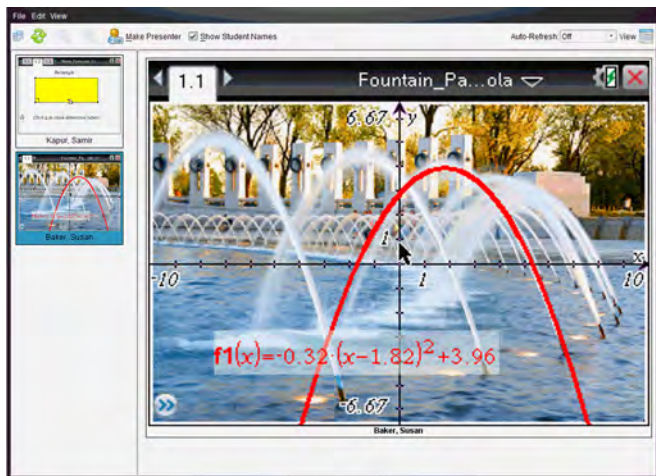 File Edit View
Make Presenter Show Student Names Auto-Refresh: Off View
Kapur, Samir
Baker, Susan
1.1 Fountain_Pa...ola
6.67 y
1
x
-10 1 10
f1(x)=-0.32·(x-1.82)²+3.96
-6.67
Baker, Susan